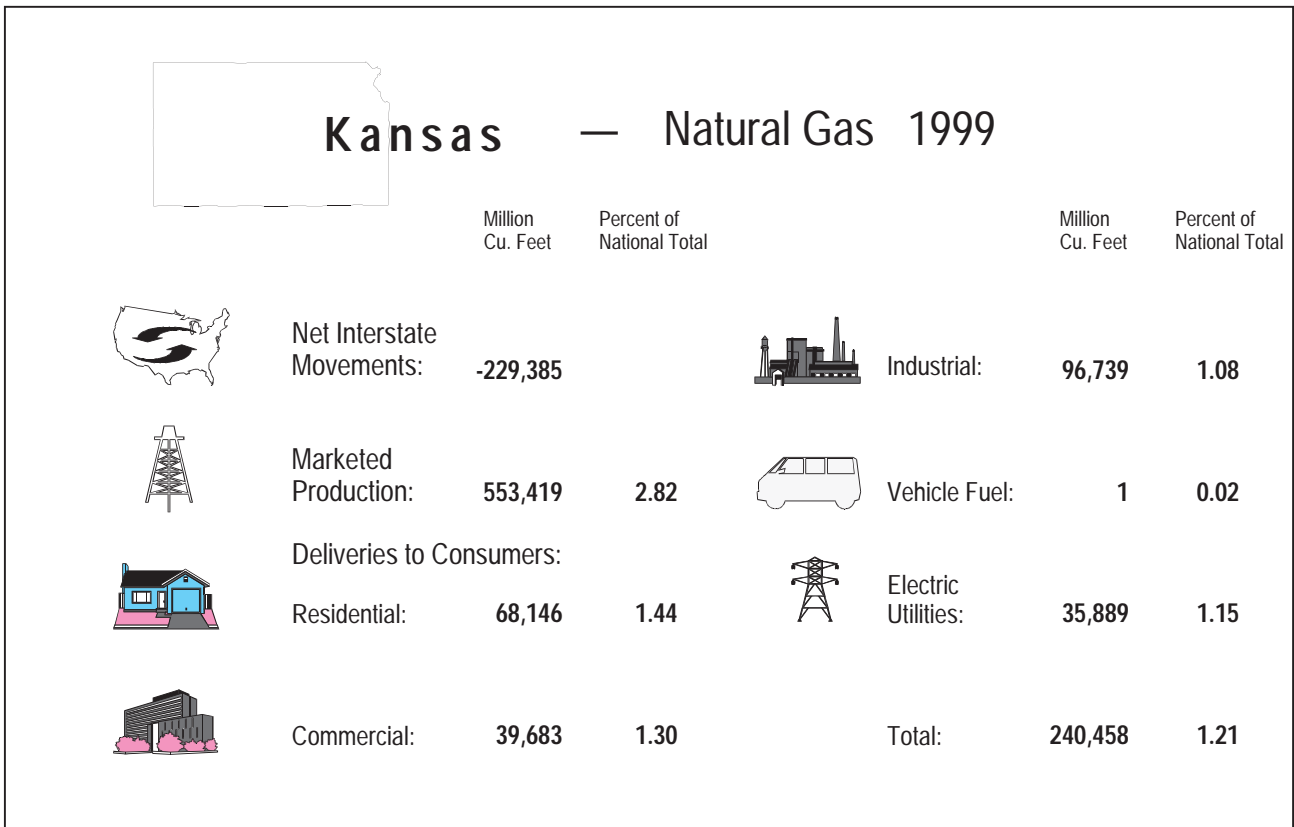 Kansas — Natural Gas 1999
Million Cu. Feet
Percent of National Total
Million Cu. Feet
Percent of National Total
Net Interstate
Movements: -229,385
Industrial: 96,739 1.08
Marketed
Production: 553,419 2.82
Vehicle Fuel: 1 0.02
Deliveries to Consumers:
Residential: 68,146 1.44
Electric
Utilities: 35,889 1.15
Commercial: 39,683 1.30
Total: 240,458 1.21